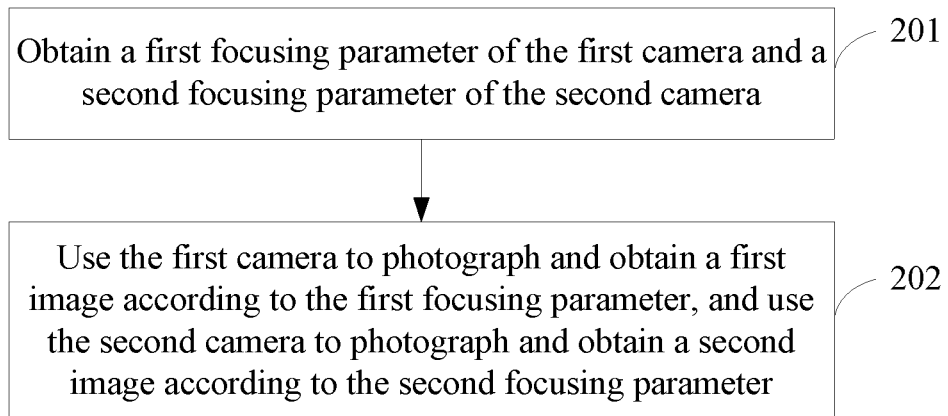 Obtain a first focusing parameter of the first camera and a
second focusing parameter of the second camera
201
Use the first camera to photograph and obtain a first
image according to the first focusing parameter, and use
the second camera to photograph and obtain a second
image according to the second focusing parameter
202